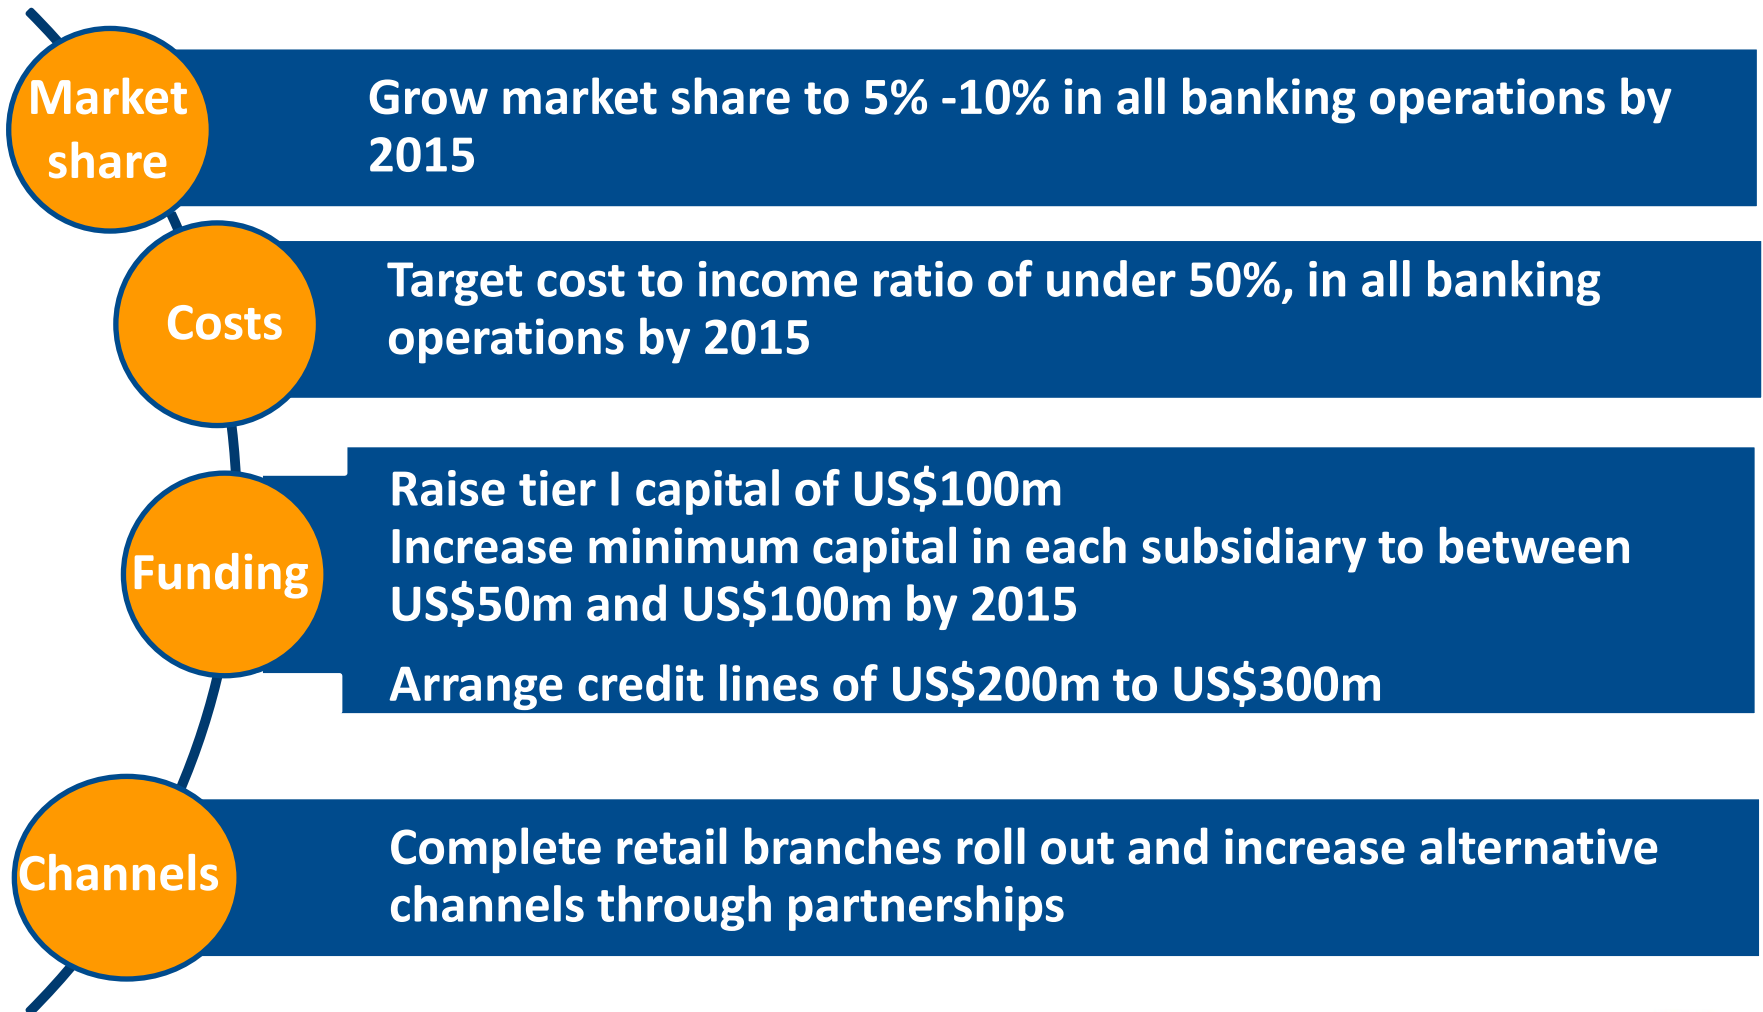 Market
share
Grow market share to 5% -10% in all banking operations by
2015
Costs
Target cost to income ratio of under 50%, in all banking
operations by 2015
Funding
Raise tier I capital of US$100m
Increase minimum capital in each subsidiary to between
US$50m and US$100m by 2015
Arrange credit lines of US$200m to US$300m
Channels
Complete retail branches roll out and increase alternative
channels through partnerships